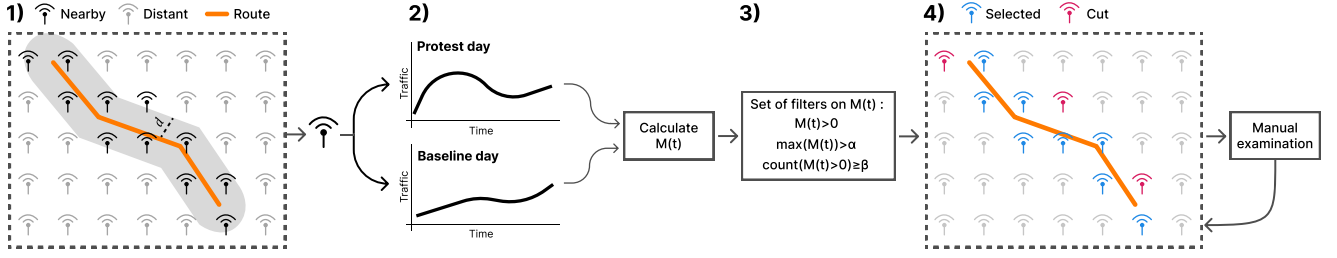 1)
Nearby
Distant
Route
d
2)
Protest day
Traffic
Time
Baseline day
Traffic
Time
Calculate
M(t)
3)
Set of filters on M(t) :
M(t)>0
max(M(t))>α
count(M(t)>0)≥β
4)
Selected
Cut
Manual
examination